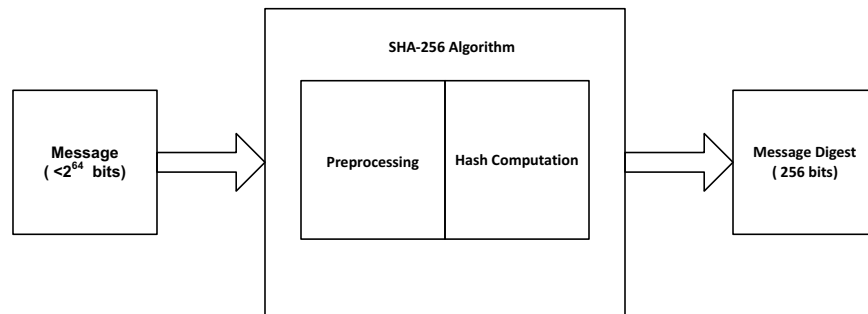 SHA-256 Algorithm
Message
( <2^64 bits)
Preprocessing
Hash Computation
Message Digest
( 256 bits)